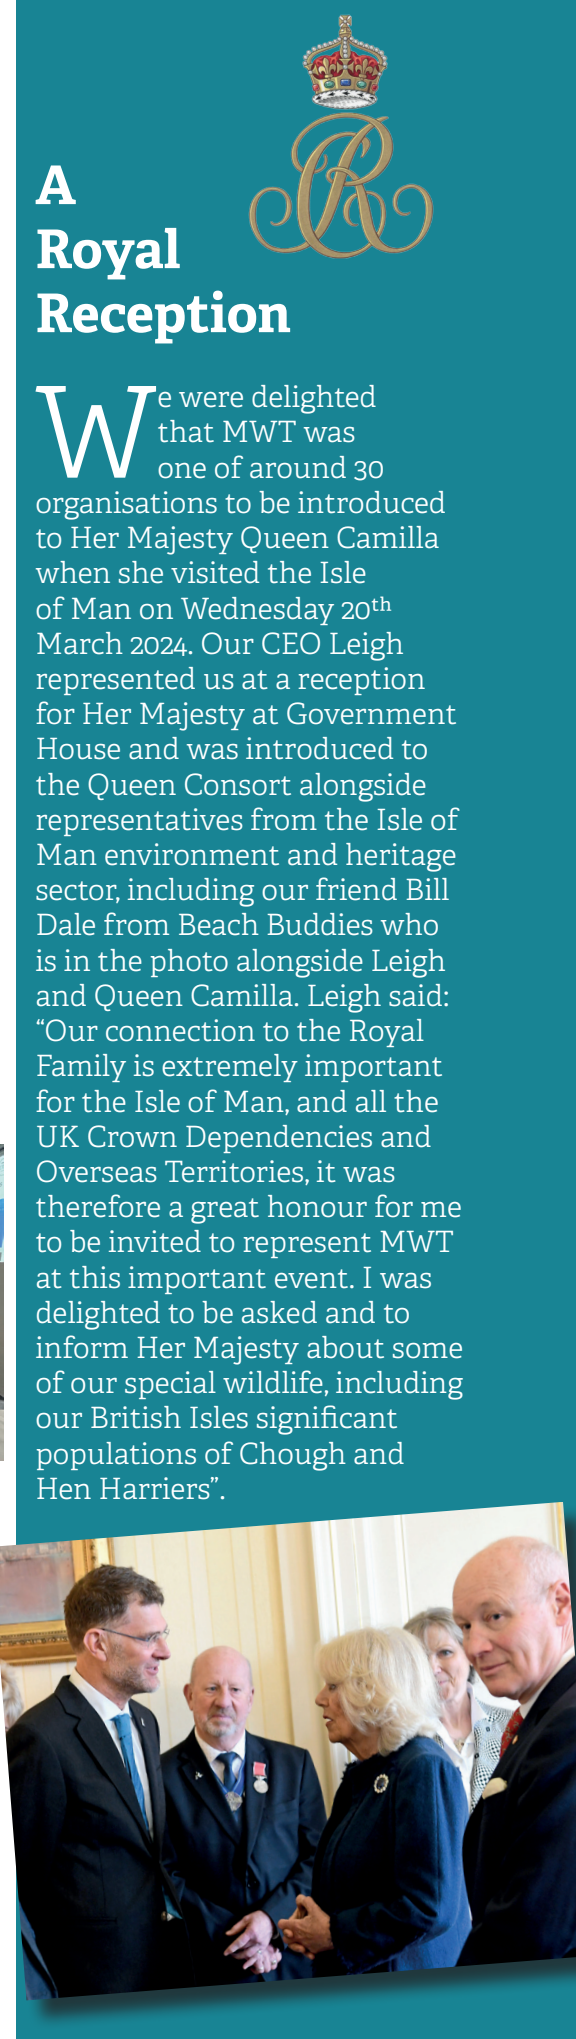 A
Royal
Reception
We were delighted
that MWT was
one of around 30
organisations to be introduced
to Her Majesty Queen Camilla
when she visited the Isle
of Man on Wednesday 20th
March 2024. Our CEO Leigh
represented us at a reception
for Her Majesty at Government
House and was introduced to
the Queen Consort alongside
representatives from the Isle of
Man environment and heritage
sector, including our friend Bill
Dale from Beach Buddies who
is in the photo alongside Leigh
and Queen Camilla. Leigh said:
“Our connection to the Royal
Family is extremely important
for the Isle of Man, and all the
UK Crown Dependencies and
Overseas Territories, it was
therefore a great honour for me
to be invited to represent MWT
at this important event. I was
delighted to be asked and to
inform Her Majesty about some
of our special wildlife, including
our British Isles significant
populations of Chough and
Hen Harriers”.